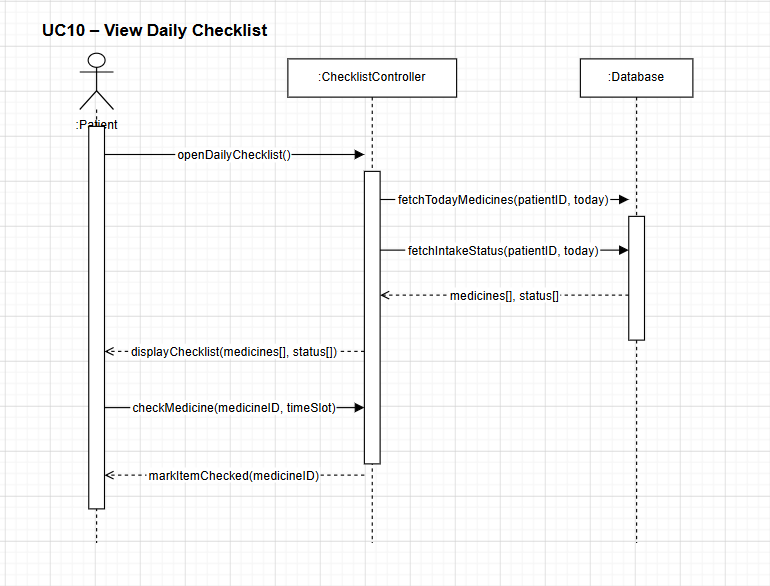 UC10 – View Daily Checklist
:ChecklistController
:Database
:Patient
openDailyChecklist()
fetchTodayMedicines(patientID, today)
fetchIntakeStatus(patientID, today)
medicines[], status[]
displayChecklist(medicines[], status[])
checkMedicine(medicineID, timeSlot)
markItemChecked(medicineID)